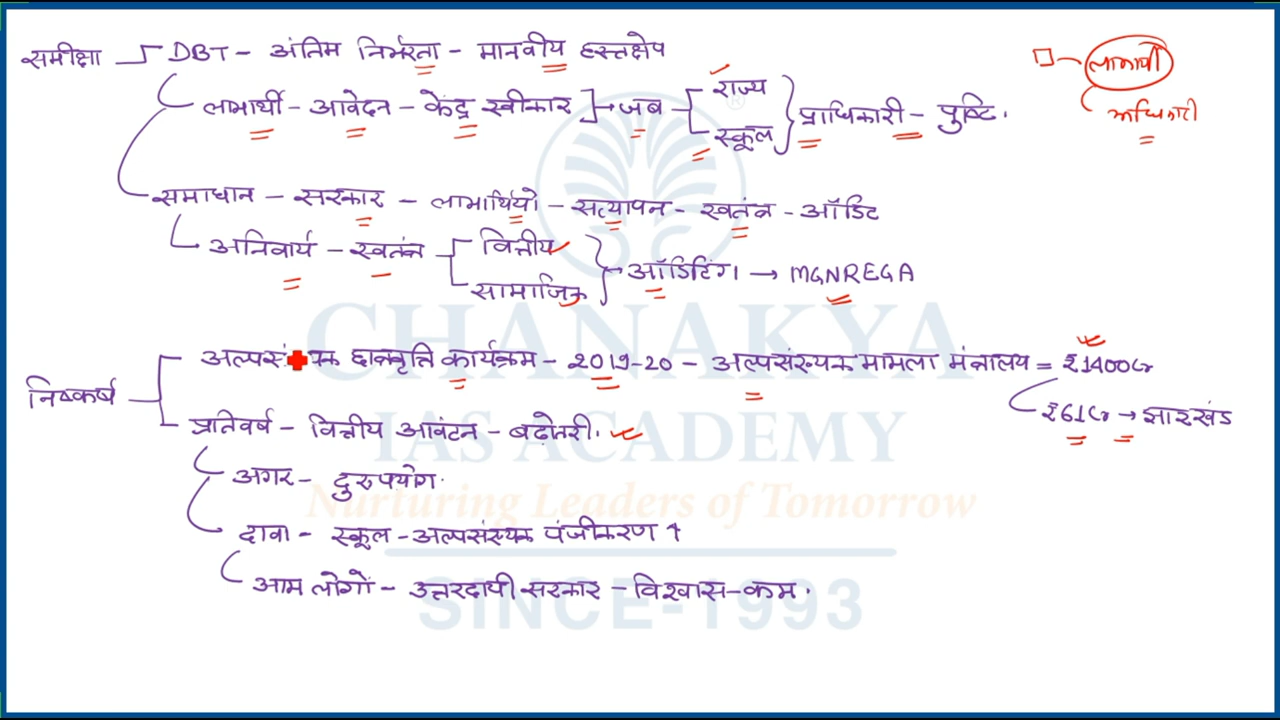 समीक्षा DBT - अंतिम निर्भरता - मानवीय हस्तक्षेप
लाभार्थी
अधिकारी
लाभार्थी - आवेदन - केंद्र स्वीकार → जब राज्य स्कूल प्राधिकारी - पुष्टि.
समाधान - सरकार - लाभार्थियों - सत्यापन - स्वतंत्र - ऑडिट
अनिवार्य - स्वतंत्र वित्तीय सामाजिक ऑडिटिंग। → MGNREGA
CHANAKYA
निष्कर्ष
अल्पसंख्यक छात्रवृत्ति कार्यक्रम - 2019-20 - अल्पसंख्यक मामला मंत्रालय = ₹1400Cr
₹61Cr → झारखंड
प्रतिवर्ष - वित्तीय आवंटन - बढ़ोतरी.
IAS ACADEMY
अगर - दुरुपयोग.
Nurturing Leaders of Tomorrow
दावा - स्कूल - अल्पसंख्यक पंजीकरण ↑
आम लोगों - उत्तरदायी सरकार - विश्वास - कम.
SINCE-1993